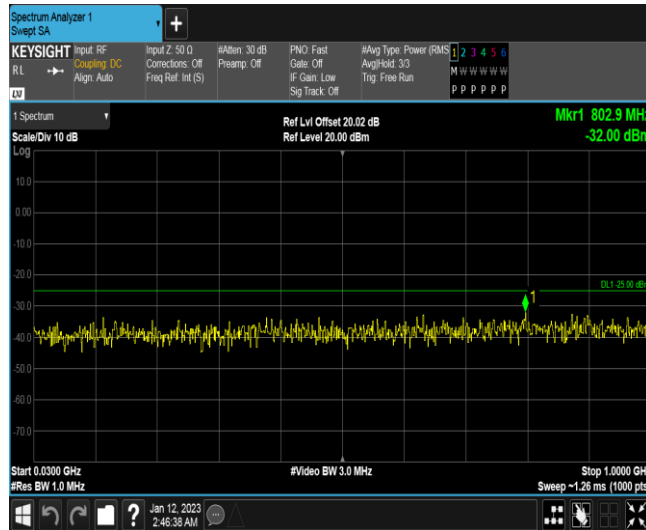 Spectrum Analyzer 1
Swept SA
+
KEYSIGHT
RL
LXI
Input: RF
Coupling: DC
Align: Auto
Input Z: 50 Ω
Corrections: Off
Freq Ref: Int (S)
#Atten: 30 dB
Preamp: Off
PNO: Fast
Gate: Off
IF Gain: Low
Sig Track: Off
#Avg Type: Power (RMS
Avg|Hold: 3/3
Trig: Free Run
1 2 3 4 5 6
M W W W W W
P P P P P P
1 Spectrum
Scale/Div 10 dB
Log
Ref Lvl Offset 20.02 dB
Ref Level 20.00 dBm
Mkr1 802.9 MHz
-32.00 dBm
10.0
0.00
-10.0
-20.0
DL1 -25.00 dBm
1
-30.0
-40.0
-50.0
-60.0
-70.0
Start 0.0300 GHz
#Res BW 1.0 MHz
#Video BW 3.0 MHz
Stop 1.0000 GH
Sweep ~1.26 ms (1000 pts
?
Jan 12, 2023
2:46:38 AM